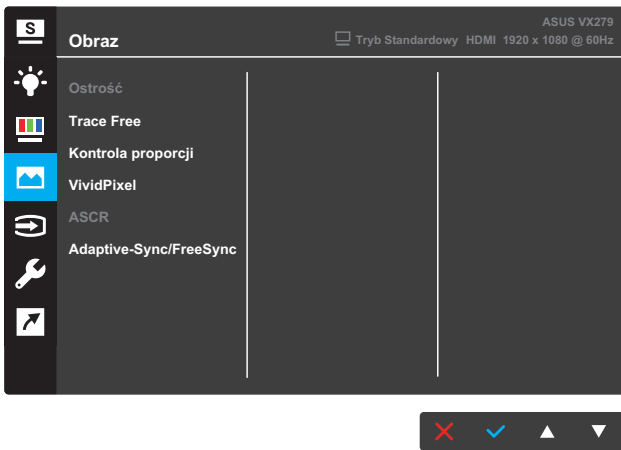 S
ASUS VX279
Obraz
Tryb Standardowy HDMI 1920 x 1080 @ 60Hz
Ostrość
Trace Free
Kontrola proporcji
VividPixel
ASCR
Adaptive-Sync/FreeSync